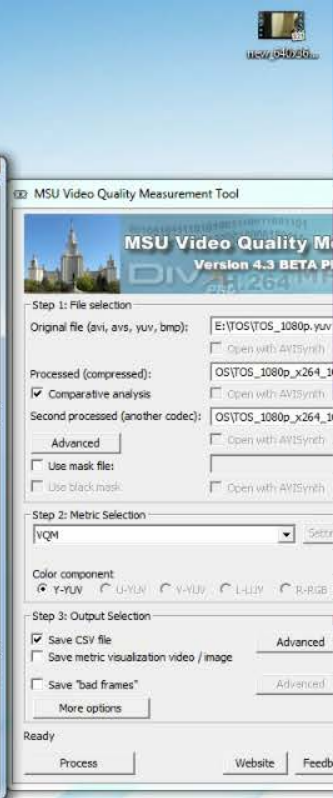 new_640x36...
MSU Video Quality Measurement Tool
MSU Video Quality Me
Version 4.3 BETA P
Step 1: File selection
Original file (avi, avs, yuv, bmp):
E:\TOS\TOS_1080p.yuv
Open with AVISynth
Processed (compressed):
OS\TOS_1080p_x264_10
Comparative analysis
Open with AVISynth
Second processed (another codec):
OS\TOS_1080p_x264_10
Advanced
Open with AVISynth
Use mask file:
Use black mask
Open with AVISynth
Step 2: Metric Selection
VQM
Color component
Y-YUV U-YUV V-YUV L-LUV R-RGB
Step 3: Output Selection
Save CSV file
Advanced
Save metric visualization video / image
Save "bad frames"
Advanced
More options
Ready
Process
Website
Feedb